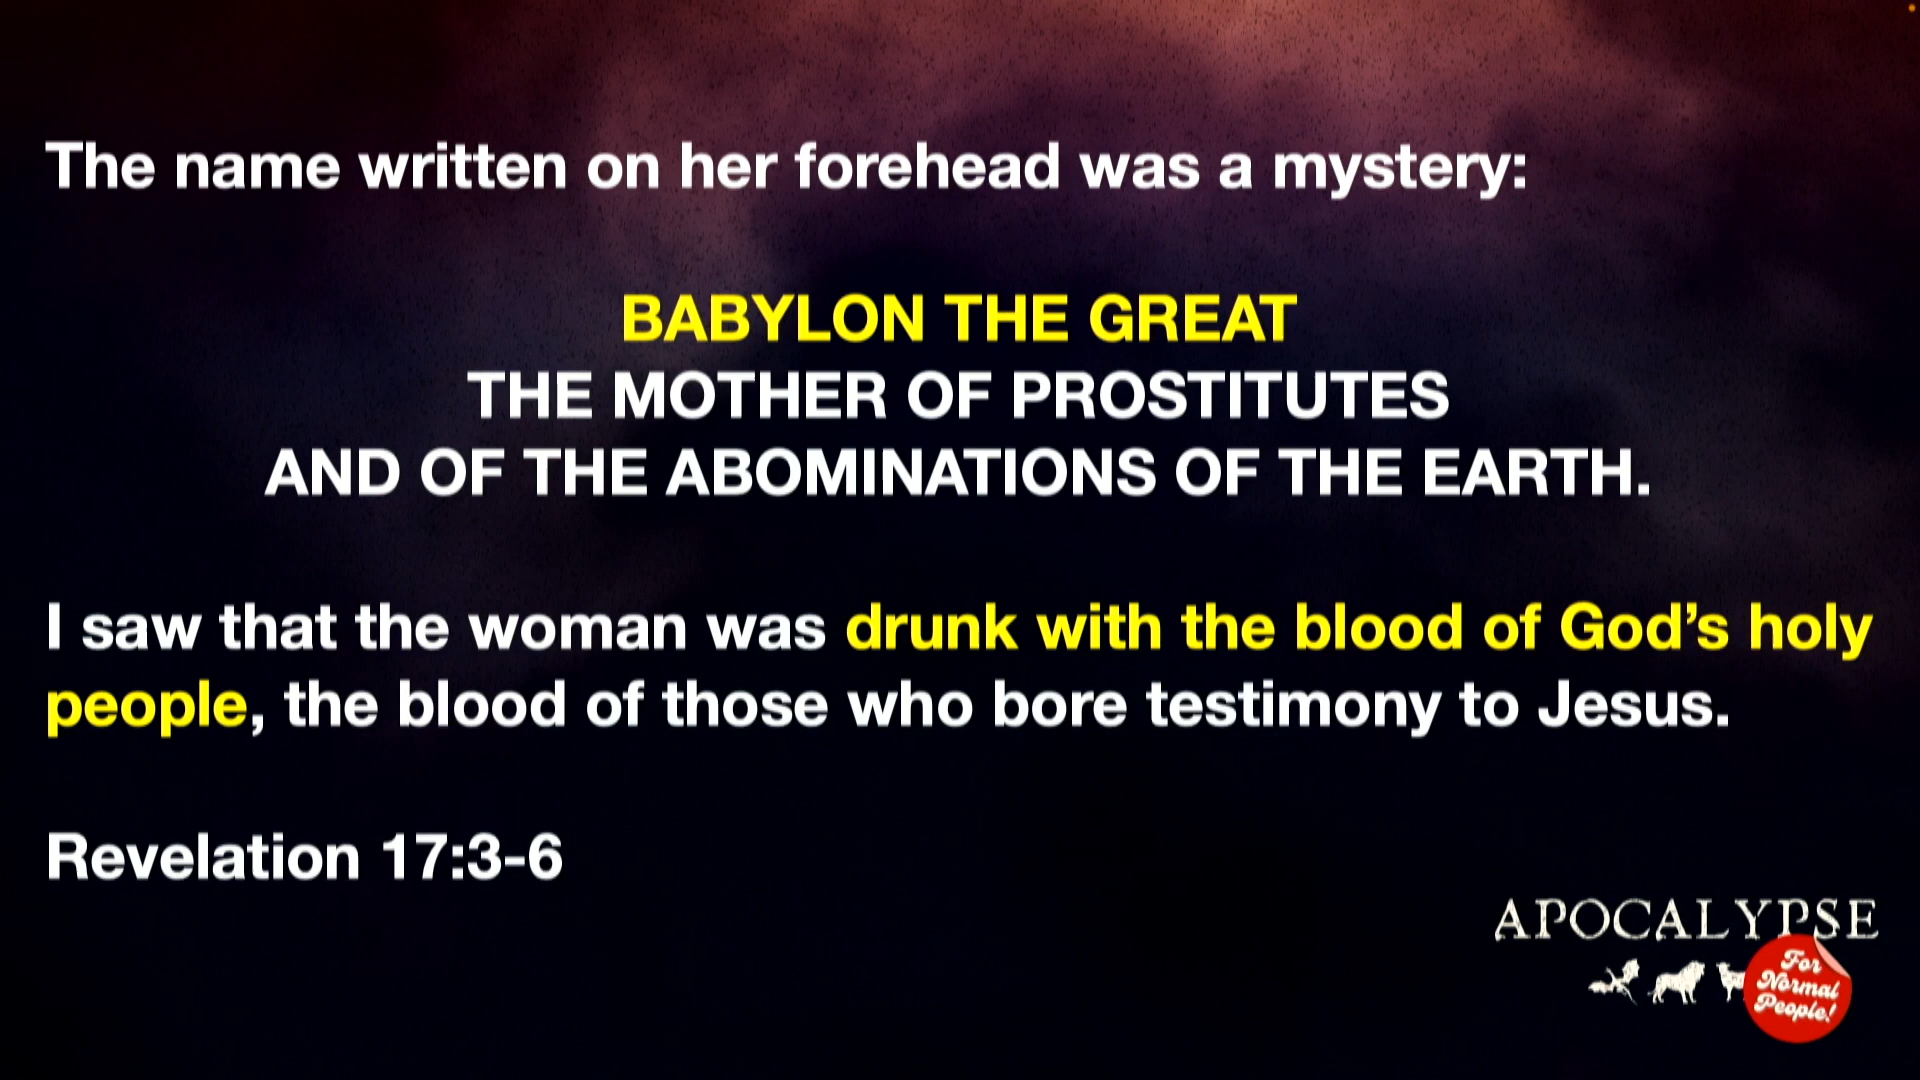 The name written on her forehead was a mystery:
BABYLON THE GREAT
THE MOTHER OF PROSTITUTES
AND OF THE ABOMINATIONS OF THE EARTH.
I saw that the woman was drunk with the blood of God’s holy
people, the blood of those who bore testimony to Jesus.
Revelation 17:3-6
APOCALYPSE
For
Normal
People!